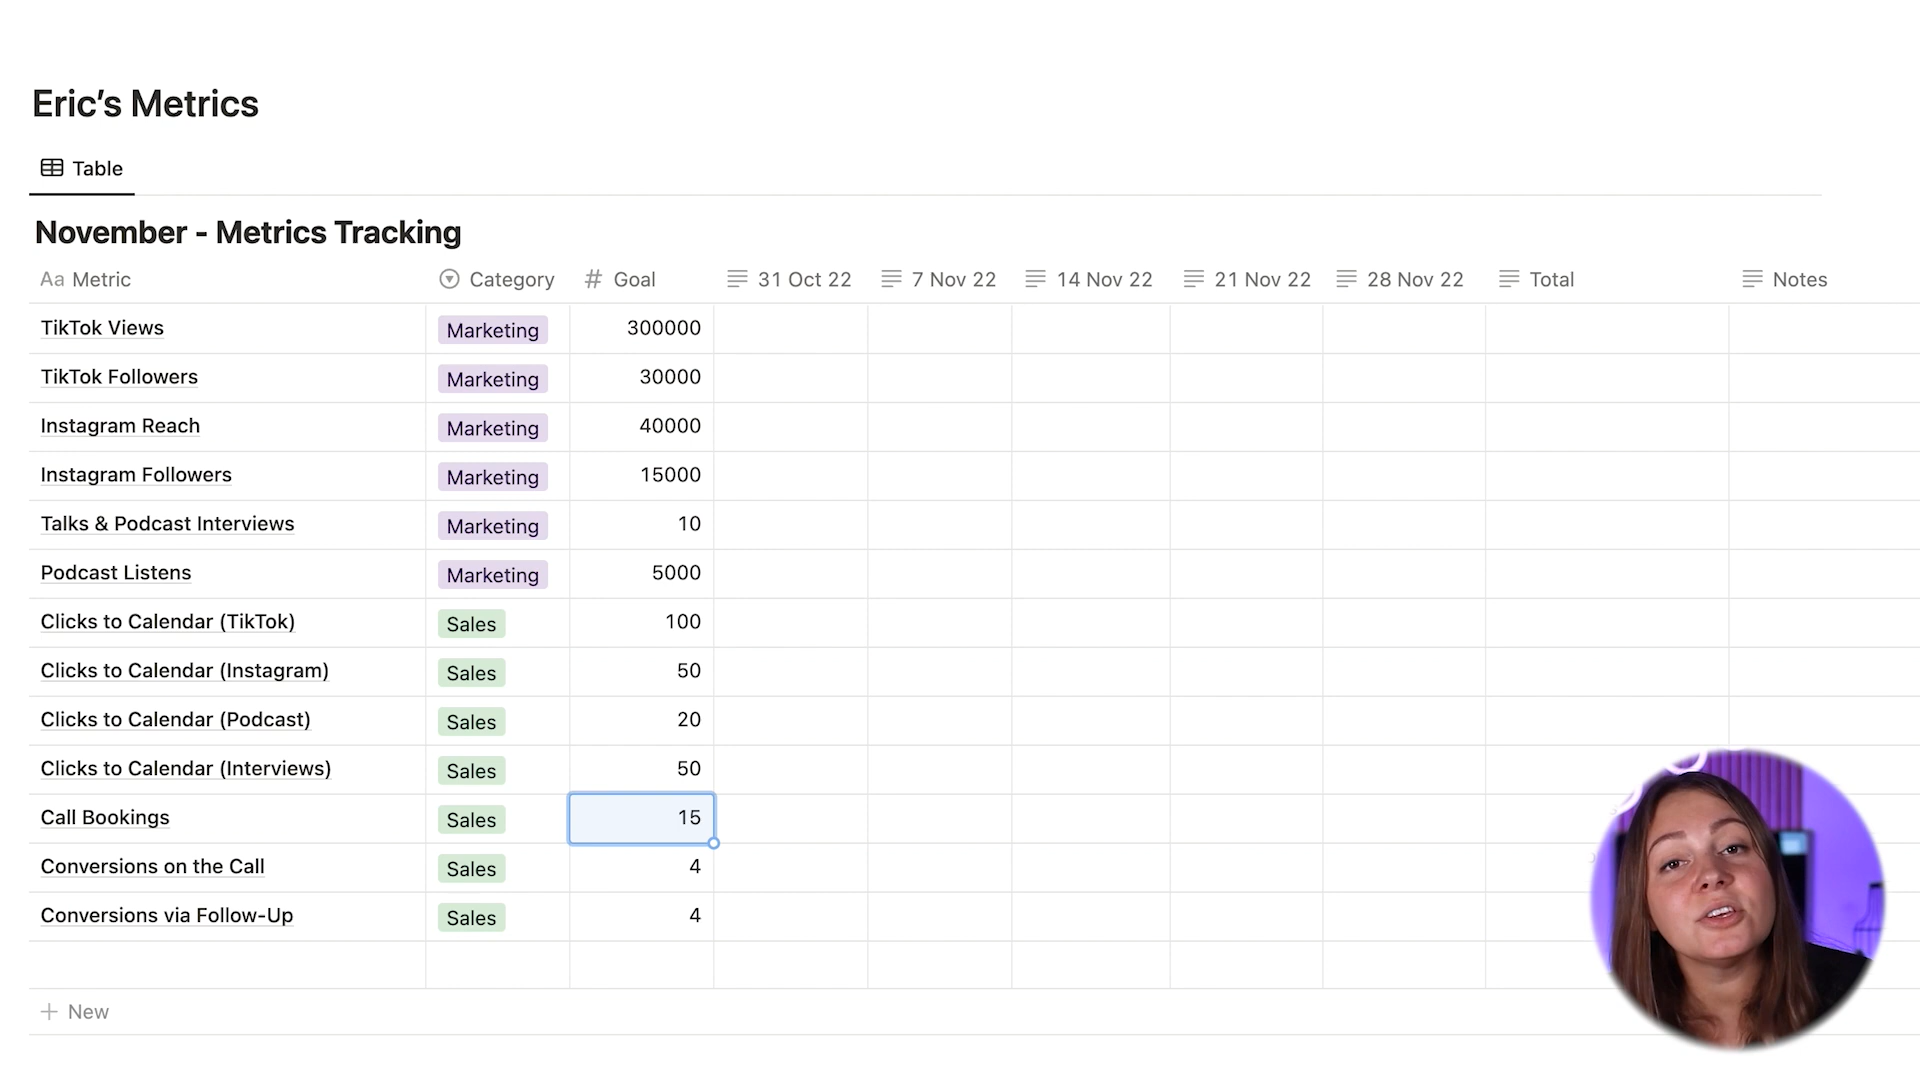 Eric’s Metrics
Table
November - Metrics Tracking
Aa Metric Category # Goal 31 Oct 22 7 Nov 22 14 Nov 22 21 Nov 22 28 Nov 22 Total Notes
TikTok Views Marketing 300000
TikTok Followers Marketing 30000
Instagram Reach Marketing 40000
Instagram Followers Marketing 15000
Talks & Podcast Interviews Marketing 10
Podcast Listens Marketing 5000
Clicks to Calendar (TikTok) Sales 100
Clicks to Calendar (Instagram) Sales 50
Clicks to Calendar (Podcast) Sales 20
Clicks to Calendar (Interviews) Sales 50
Call Bookings Sales 15
Conversions on the Call Sales 4
Conversions via Follow-Up Sales 4
+ New